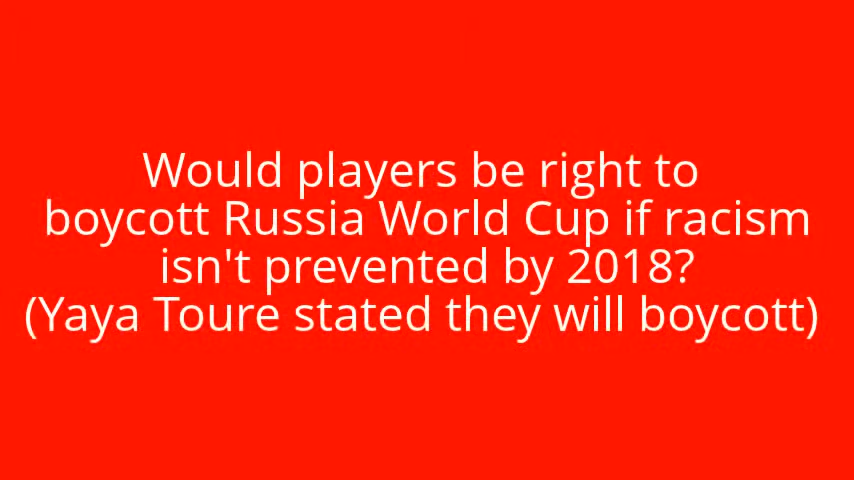 Would players be right to
boycott Russia World Cup if racism
isn't prevented by 2018?
(Yaya Toure stated they will boycott)